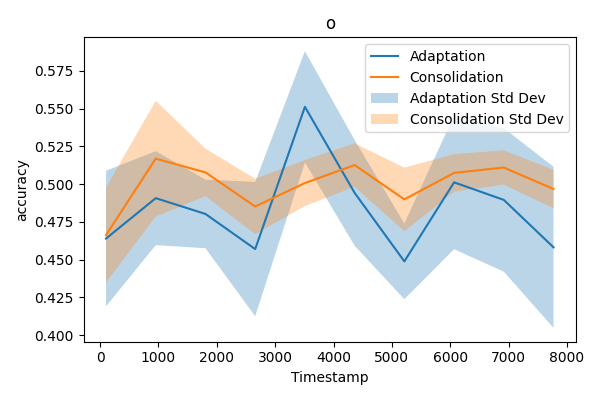 o
Adaptation
Consolidation
Adaptation Std Dev
Consolidation Std Dev
accuracy
0.575
0.550
0.525
0.500
0.475
0.450
0.425
0.400
0 1000 2000 3000 4000 5000 6000 7000 8000
Timestamp